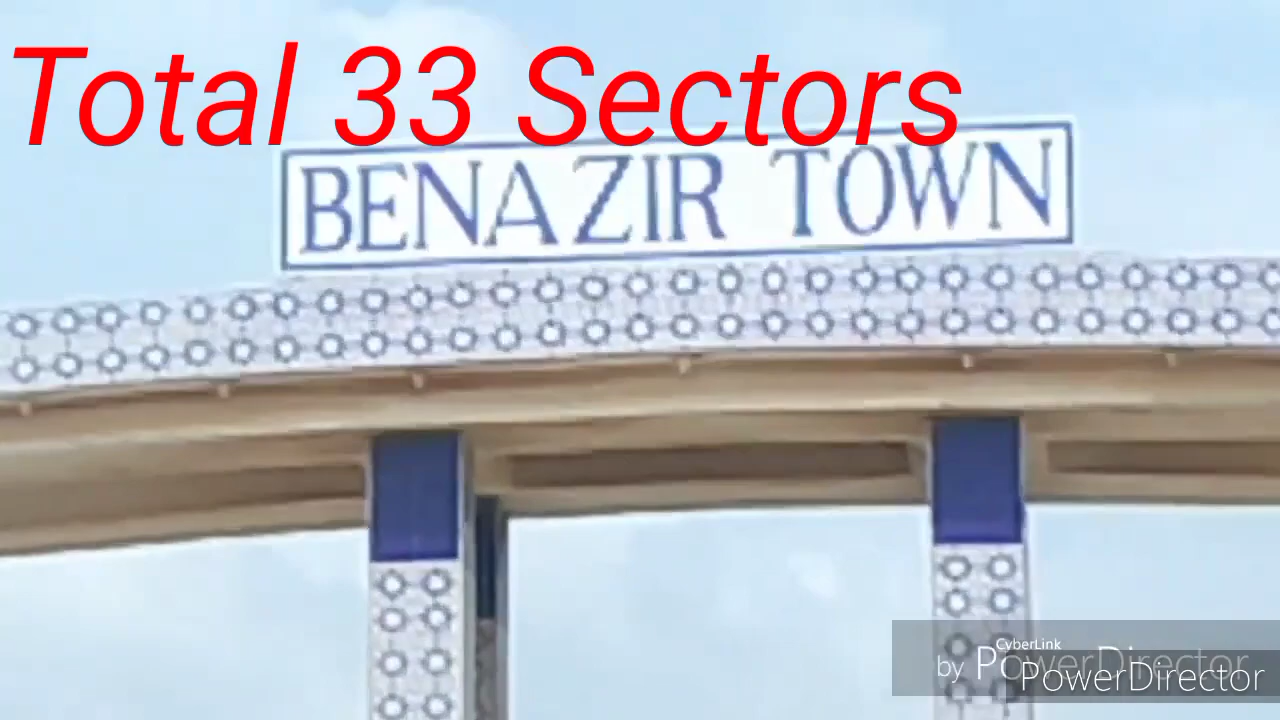 Total 33 Sectors
BENAZIR TOWN
CyberLink
by PowerDirector
PowerDirector